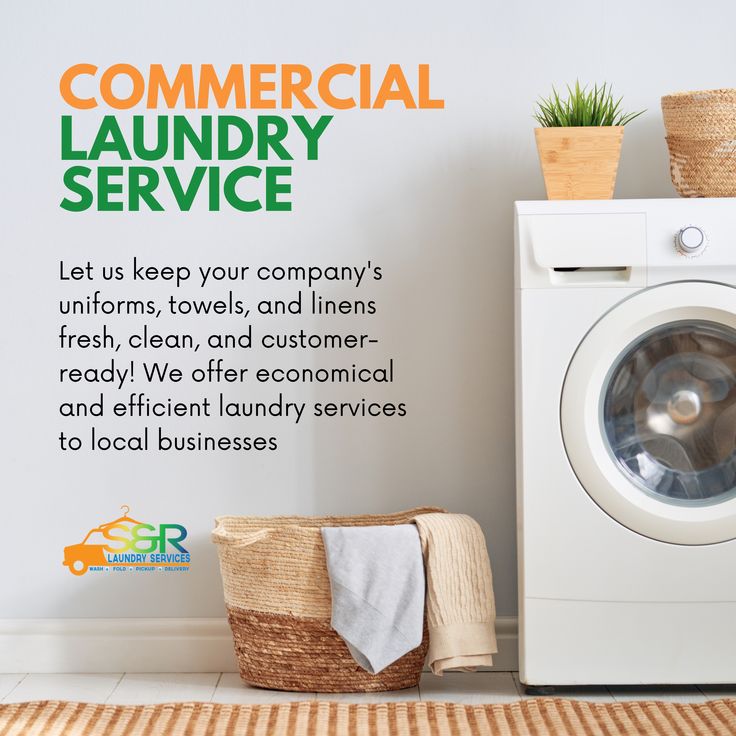 COMMERCIAL
LAUNDRY
SERVICE
Let us keep your company's
uniforms, towels, and linens
fresh, clean, and customer-
ready! We offer economical
and efficient laundry services
to local businesses
S&R
LAUNDRY SERVICES
WASH + FOLD + PICKUP + DELIVERY